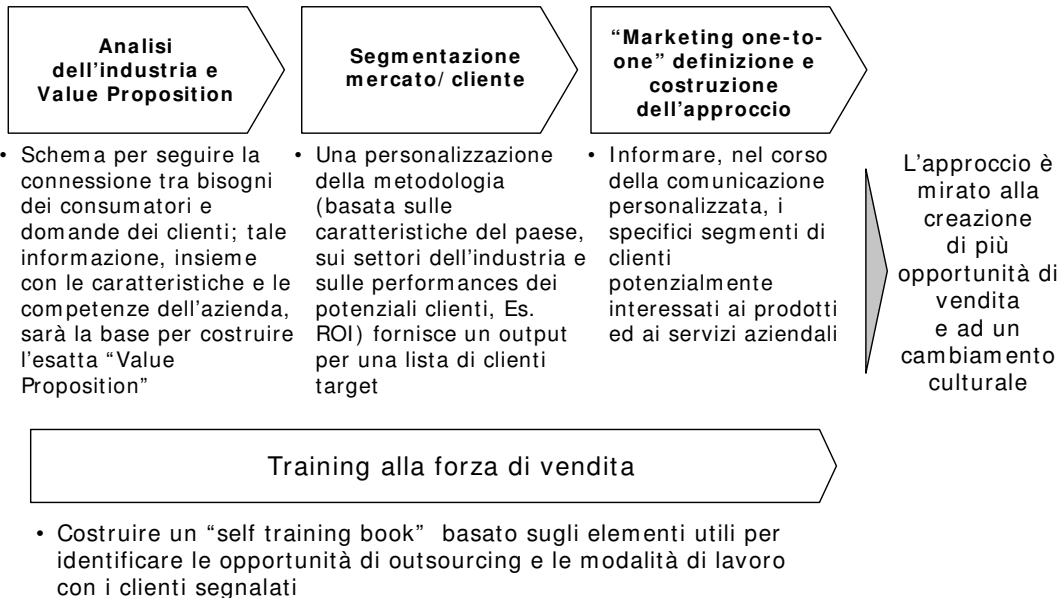 Analisi
dell'industria e
Value Proposition
Segmentazione
mercato/ cliente
“Marketing one-to-
one” definizione e
costruzione
dell'approccio
• Schema per seguire la
connessione tra bisogni
dei consumatori e
domande dei clienti; tale
informazione, insieme
con le caratteristiche e le
competenze dell'azienda,
sarà la base per costruire
l'esatta “Value
Proposition”
• Una personalizzazione
della metodologia
(basata sulle
caratteristiche del paese,
sui settori dell'industria e
sulle performances dei
potenziali clienti, Es.
ROI) fornisce un output
per una lista di clienti
target
• Informare, nel corso
della comunicazione
personalizzata, i
specifici segmenti di
clienti
potenzialmente
interessati ai prodotti
ed ai servizi aziendali
L'approccio è
mirato alla
creazione
di più
opportunità di
vendita
e ad un
cambiamento
culturale
Training alla forza di vendita
• Costruire un “self training book” basato sugli elementi utili per
identificare le opportunità di outsourcing e le modalità di lavoro
con i clienti segnalati